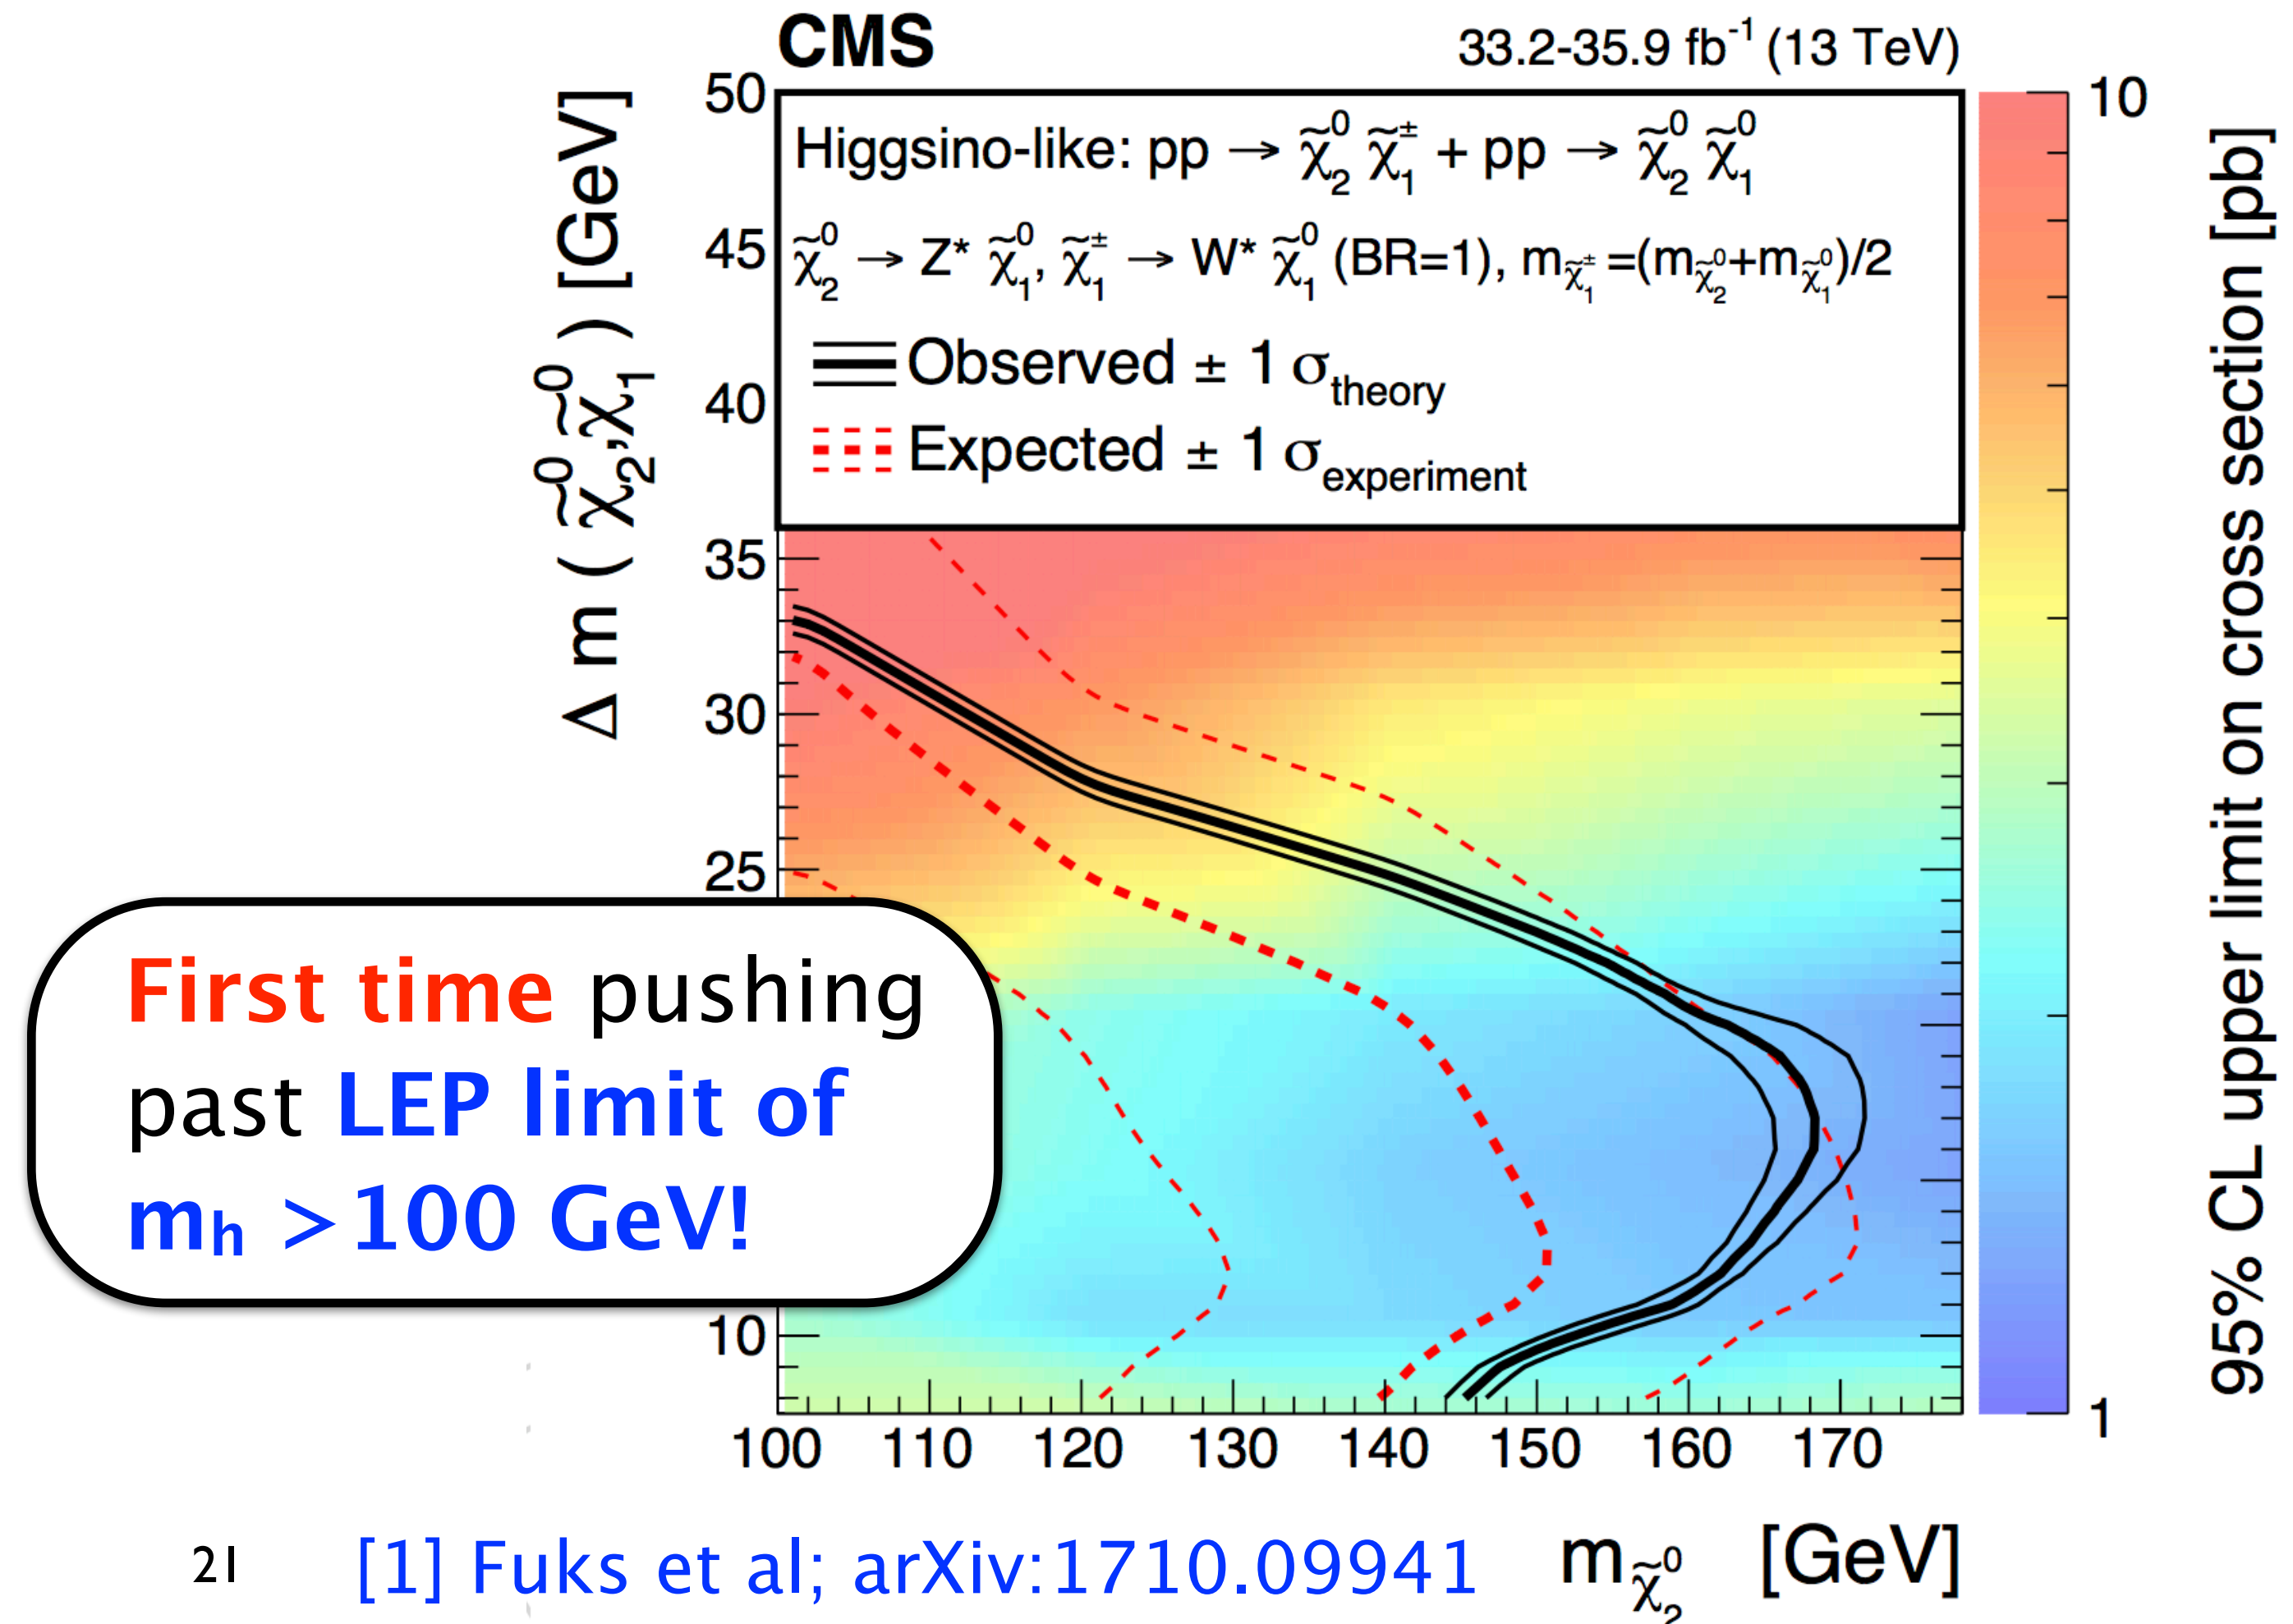 CMS
33.2-35.9 fb⁻¹ (13 TeV)
Higgsino-like: pp → χ̃₂⁰ χ̃₁± + pp → χ̃₂⁰ χ̃₁⁰
χ̃₂⁰ → Z* χ̃₁⁰, χ̃₁± → W* χ̃₁⁰ (BR=1), m_χ̃₁± =(m_χ̃₂⁰+m_χ̃₁⁰)/2
Observed ± 1 σ_theory
Expected ± 1 σ_experiment
Δ m ( χ̃₂⁰,χ̃₁⁰ ) [GeV]
50
45
40
35
30
25
10
First time pushing
past LEP limit of
mₕ >100 GeV!
100 110 120 130 140 150 160 170
m_χ̃₂⁰ [GeV]
10
1
95% CL upper limit on cross section [pb]
21
[1] Fuks et al; arXiv:1710.09941